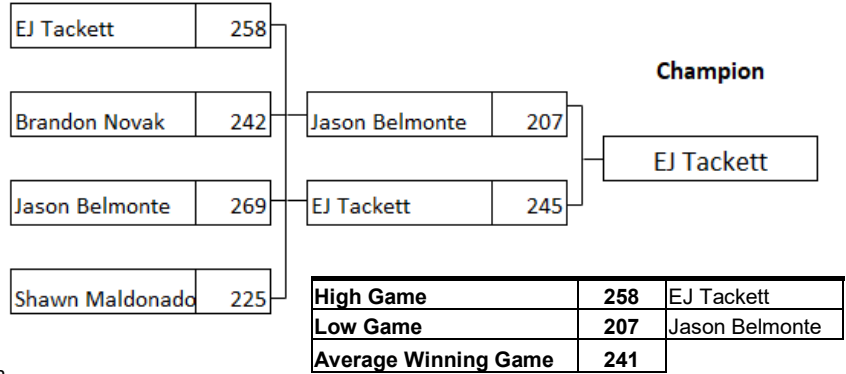 EJ Tackett 258
Champion
Brandon Novak 242 Jason Belmonte 207
EJ Tackett
Jason Belmonte 269 EJ Tackett 245
Shawn Maldonado 225
High Game 258 EJ Tackett
Low Game 207 Jason Belmonte
Average Winning Game 241